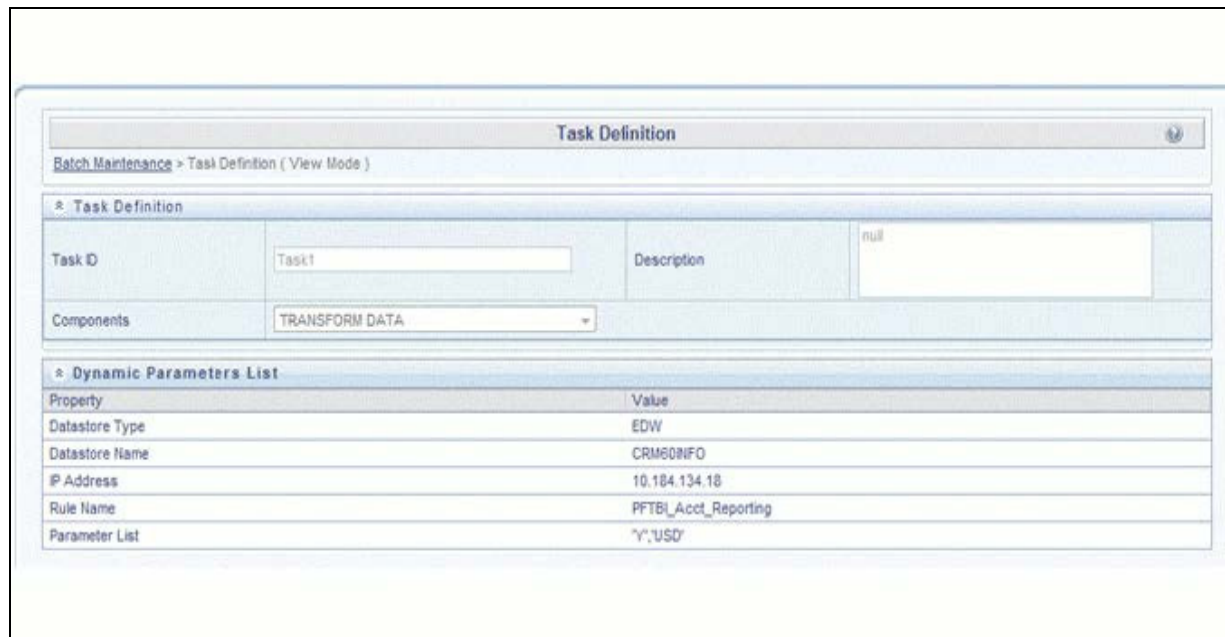 Task Definition
Batch Maintenance > Task Defintion ( View Mode )
Task Definition
Task ID
Task1
Description
null
Components
TRANSFORM DATA
Dynamic Parameters List
Property Value
Datastore Type EDW
Datastore Name CRM60INFO
IP Address 10.184.134.18
Rule Name PFTBI_Acct_Reporting
Parameter List "Y",'USD'